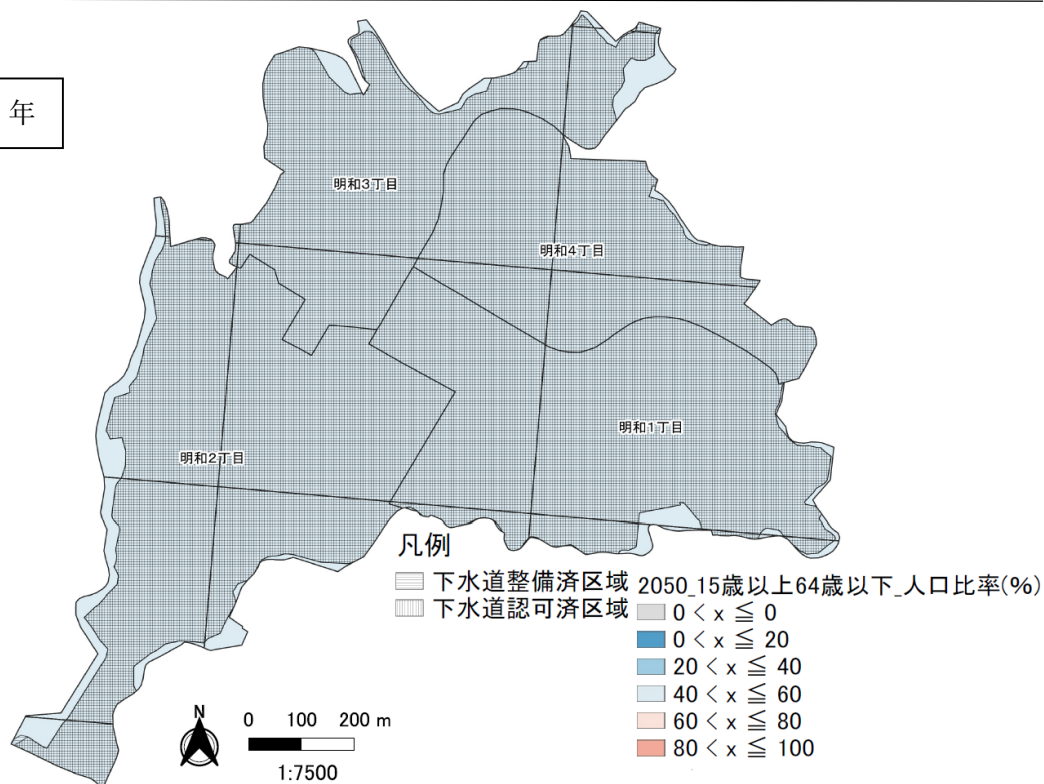 年
明和3丁目
明和4丁目
明和1丁目
明和2丁目
凡例
下水道整備済区域
下水道認可済区域
2050_15歳以上64歳以下_人口比率(%)
0 < x ≦ 0
0 < x ≦ 20
20 < x ≦ 40
40 < x ≦ 60
60 < x ≦ 80
80 < x ≦ 100
N
0 100 200 m
1:7500